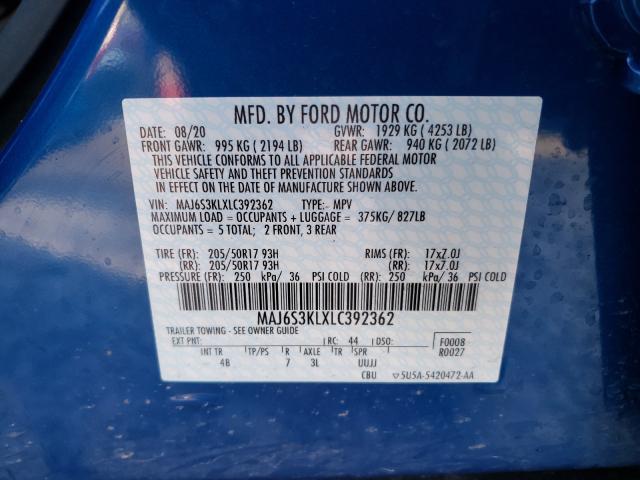 MFD. BY FORD MOTOR CO.
DATE: 08/20 GVWR: 1929 KG ( 4253 LB)
FRONT GAWR: 995 KG ( 2194 LB) REAR GAWR: 940 KG ( 2072 LB)
THIS VEHICLE CONFORMS TO ALL APPLICABLE FEDERAL MOTOR
VEHICLE SAFETY AND THEFT PREVENTION STANDARDS
IN EFFECT ON THE DATE OF MANUFACTURE SHOWN ABOVE.
VIN: MAJ6S3KLXLC392362 TYPE: MPV
MAXIMUM LOAD = OCCUPANTS + LUGGAGE = 375KG/ 827LB
OCCUPANTS = 5 TOTAL; 2 FRONT, 3 REAR
TIRE (FR): 205/50R17 93H RIMS (FR): 17x7.0J
(RR): 205/50R17 93H (RR): 17x7.0J
PRESSURE (FR): 250 kPa/ 36 PSI COLD (RR): 250 kPa/ 36 PSI COLD
MAJ6S3KLXLC392362
TRAILER TOWING - SEE OWNER GUIDE
EXT PNT: RC: 44 DSO: F0008
R0027
INT TR TP/PS R AXLE TR SPR
4B 7 3L UUJJ
CBU ▽5U5A-5420472-AA